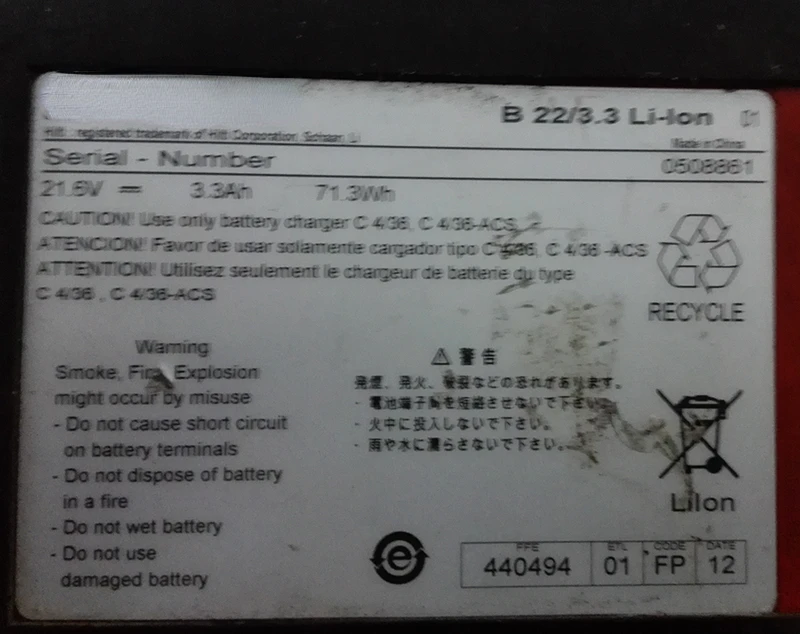 B 22/3.3 Li-Ion
Hilti registered trademark of Hilti Corporation, Schaan, LI
Made in China
Serial - Number 0508861
21.6V 3.3Ah 71.3Wh
CAUTION! Use only battery charger C 4/36, C 4/36-ACS
ATENCION! Favor de usar solamente cargador tipo C 4/36, C 4/36 -ACS
ATTENTION! Utilisez seulement le chargeur de batterie du type
C 4/36 , C 4/36-ACS
RECYCLE
Warning
Smoke, Fire, Explosion
might occur by misuse
- Do not cause short circuit
on battery terminals
- Do not dispose of battery
in a fire
- Do not wet battery
- Do not use
damaged battery
⚠ 警告
発煙、発火、破裂などの恐れがあります。
- 電池端子胸を短絡させないで下さい。
- 火中に投入しないで下さい。
- 雨や水に濡らさないで下さい。
LiIon
e
PPE ETL CODE DATE
440494 01 FP 12